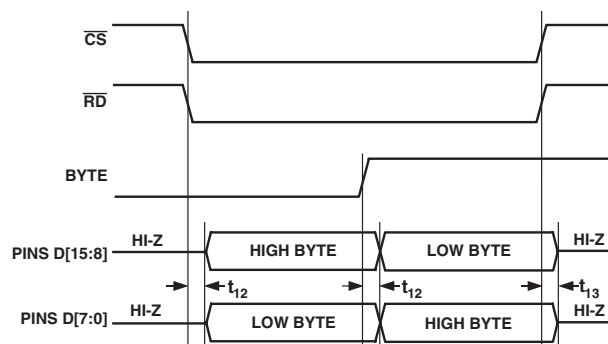 CS
RD
BYTE
PINS D[15:8] HI-Z HIGH BYTE LOW BYTE HI-Z
t12 t12 t13
PINS D[7:0] HI-Z LOW BYTE HIGH BYTE HI-Z